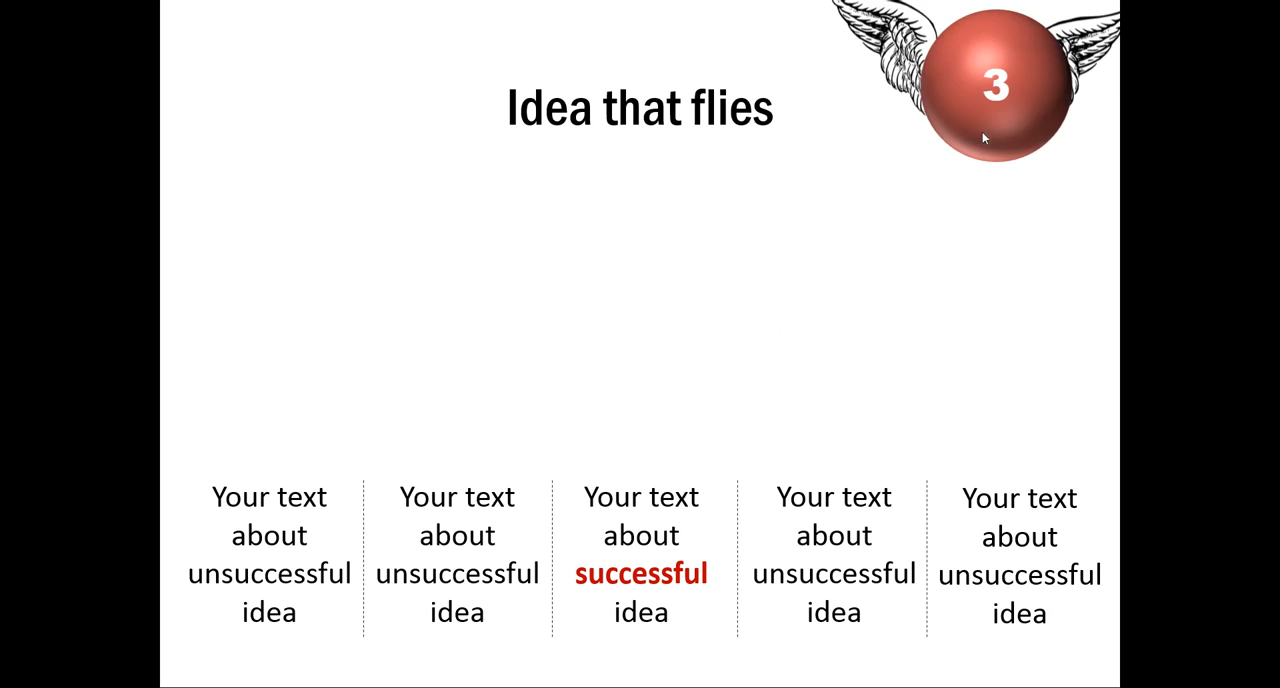 3
Idea that flies
Your text
about
unsuccessful
idea
Your text
about
unsuccessful
idea
Your text
about
successful
idea
Your text
about
unsuccessful
idea
Your text
about
unsuccessful
idea